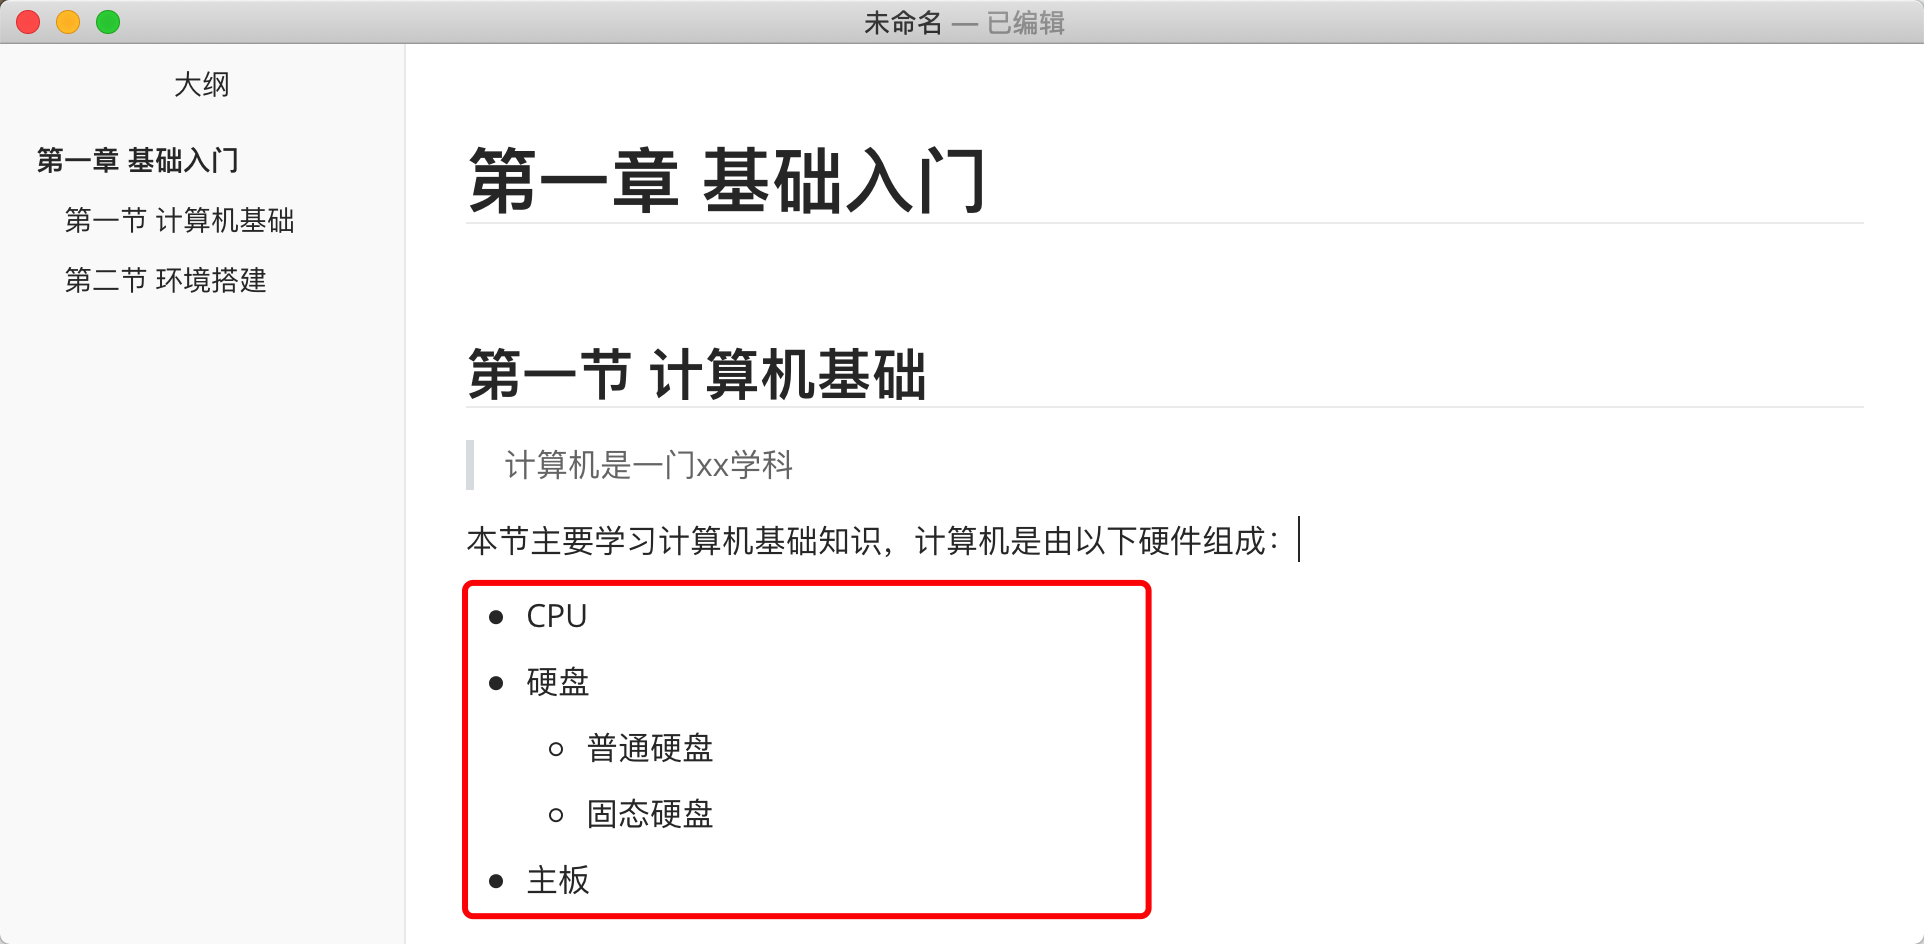 未命名 — 已编辑
大纲
第一章 基础入门
第一节 计算机基础
第二节 环境搭建
第一章 基础入门
第一节 计算机基础
计算机是一门xx学科
本节主要学习计算机基础知识，计算机是由以下硬件组成：
CPU
硬盘
普通硬盘
固态硬盘
主板